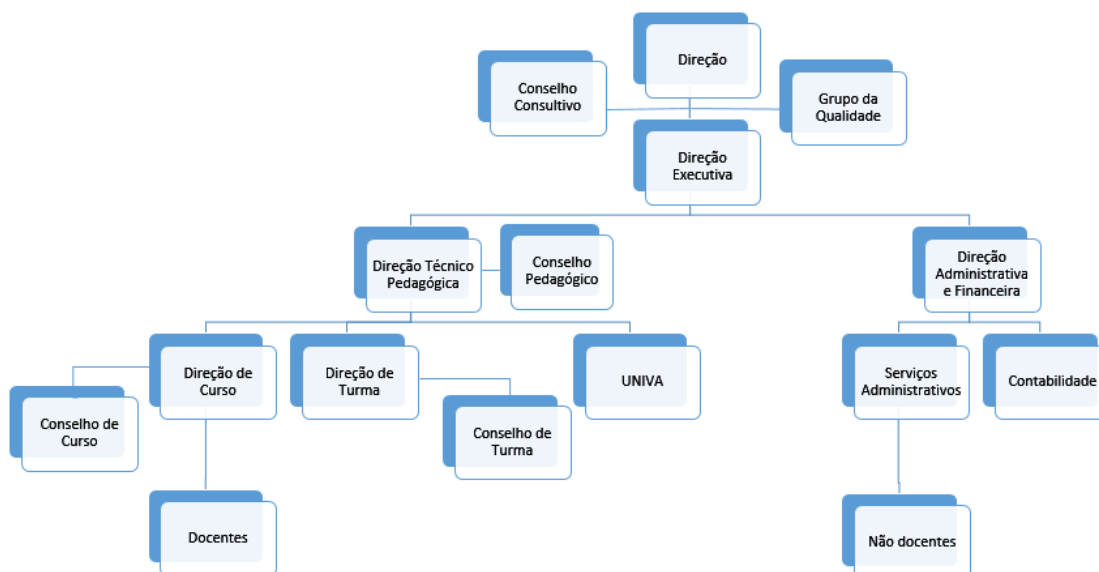 Direção
Conselho
Consultivo
Grupo da
Qualidade
Direção
Executiva
Direção Técnico
Pedagógica
Conselho
Pedagógico
Direção
Administrativa
e Financeira
Direção de
Curso
Direção de
Turma
UNIVA
Serviços
Administrativos
Contabilidade
Conselho de
Curso
Conselho de
Turma
Docentes
Não docentes